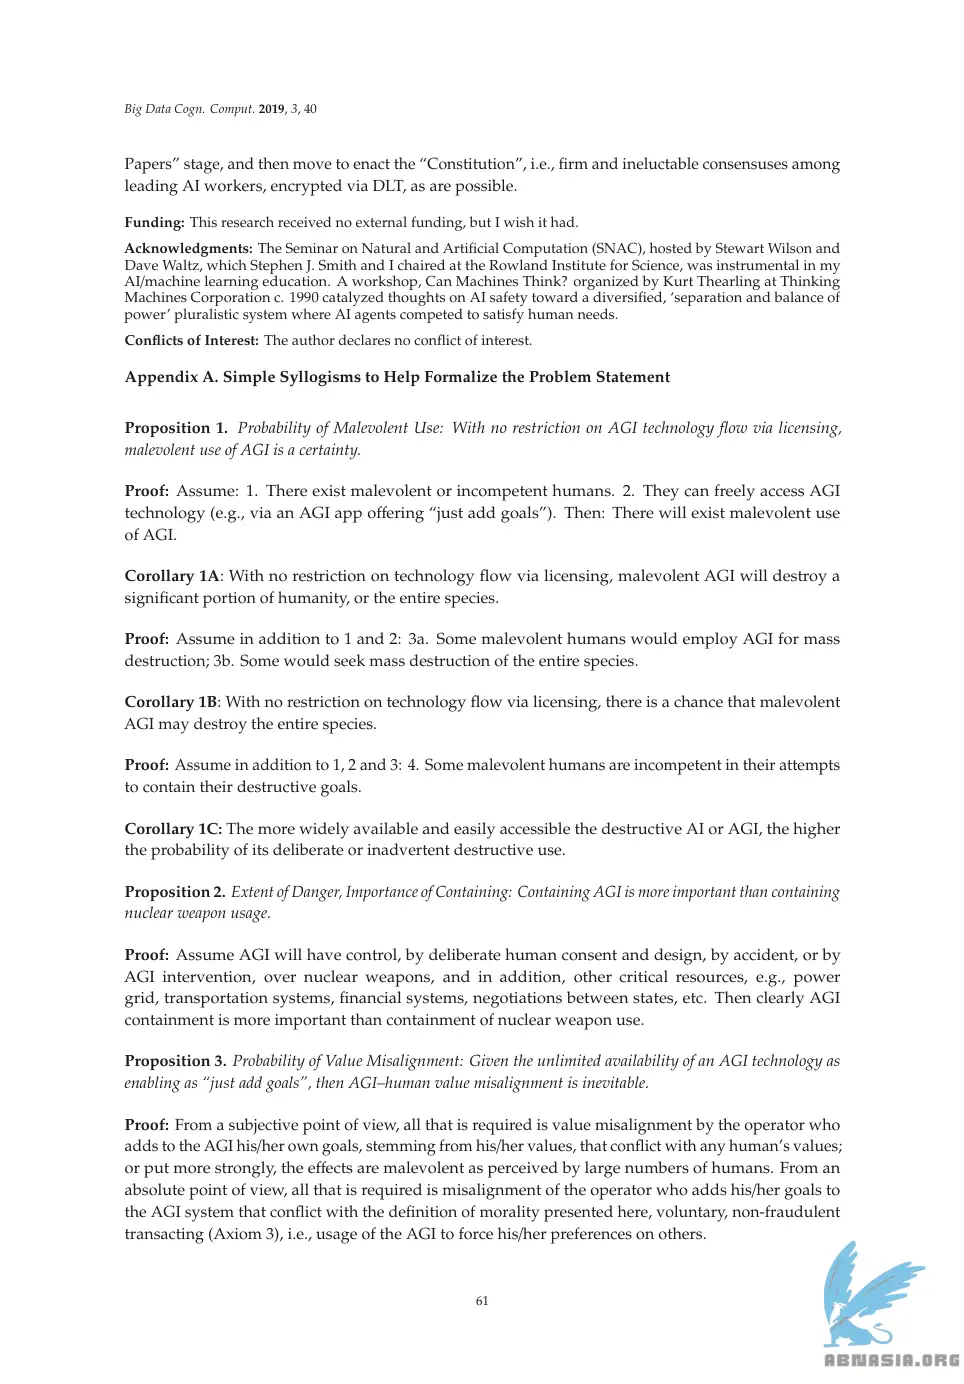 Big Data Cogn. Comput. 2019, 3, 40
Papers” stage, and then move to enact the “Constitution”, i.e., firm and ineluctable consensuses among
leading AI workers, encrypted via DLT, as are possible.
Funding: This research received no external funding, but I wish it had.
Acknowledgments: The Seminar on Natural and Artificial Computation (SNAC), hosted by Stewart Wilson and
Dave Waltz, which Stephen J. Smith and I chaired at the Rowland Institute for Science, was instrumental in my
AI/machine learning education. A workshop, Can Machines Think? organized by Kurt Thearling at Thinking
Machines Corporation c. 1990 catalyzed thoughts on AI safety toward a diversified, ‘separation and balance of
power’ pluralistic system where AI agents competed to satisfy human needs.
Conflicts of Interest: The author declares no conflict of interest.
Appendix A. Simple Syllogisms to Help Formalize the Problem Statement
Proposition 1. Probability of Malevolent Use: With no restriction on AGI technology flow via licensing,
malevolent use of AGI is a certainty.
Proof: Assume: 1. There exist malevolent or incompetent humans. 2. They can freely access AGI
technology (e.g., via an AGI app offering “just add goals”). Then: There will exist malevolent use
of AGI.
Corollary 1A: With no restriction on technology flow via licensing, malevolent AGI will destroy a
significant portion of humanity, or the entire species.
Proof: Assume in addition to 1 and 2: 3a. Some malevolent humans would employ AGI for mass
destruction; 3b. Some would seek mass destruction of the entire species.
Corollary 1B: With no restriction on technology flow via licensing, there is a chance that malevolent
AGI may destroy the entire species.
Proof: Assume in addition to 1, 2 and 3: 4. Some malevolent humans are incompetent in their attempts
to contain their destructive goals.
Corollary 1C: The more widely available and easily accessible the destructive AI or AGI, the higher
the probability of its deliberate or inadvertent destructive use.
Proposition 2. Extent of Danger, Importance of Containing: Containing AGI is more important than containing
nuclear weapon usage.
Proof: Assume AGI will have control, by deliberate human consent and design, by accident, or by
AGI intervention, over nuclear weapons, and in addition, other critical resources, e.g., power
grid, transportation systems, financial systems, negotiations between states, etc. Then clearly AGI
containment is more important than containment of nuclear weapon use.
Proposition 3. Probability of Value Misalignment: Given the unlimited availability of an AGI technology as
enabling as “just add goals”, then AGI–human value misalignment is inevitable.
Proof: From a subjective point of view, all that is required is value misalignment by the operator who
adds to the AGI his/her own goals, stemming from his/her values, that conflict with any human’s values;
or put more strongly, the effects are malevolent as perceived by large numbers of humans. From an
absolute point of view, all that is required is misalignment of the operator who adds his/her goals to
the AGI system that conflict with the definition of morality presented here, voluntary, non-fraudulent
transacting (Axiom 3), i.e., usage of the AGI to force his/her preferences on others.
61
ABNASIA.ORG